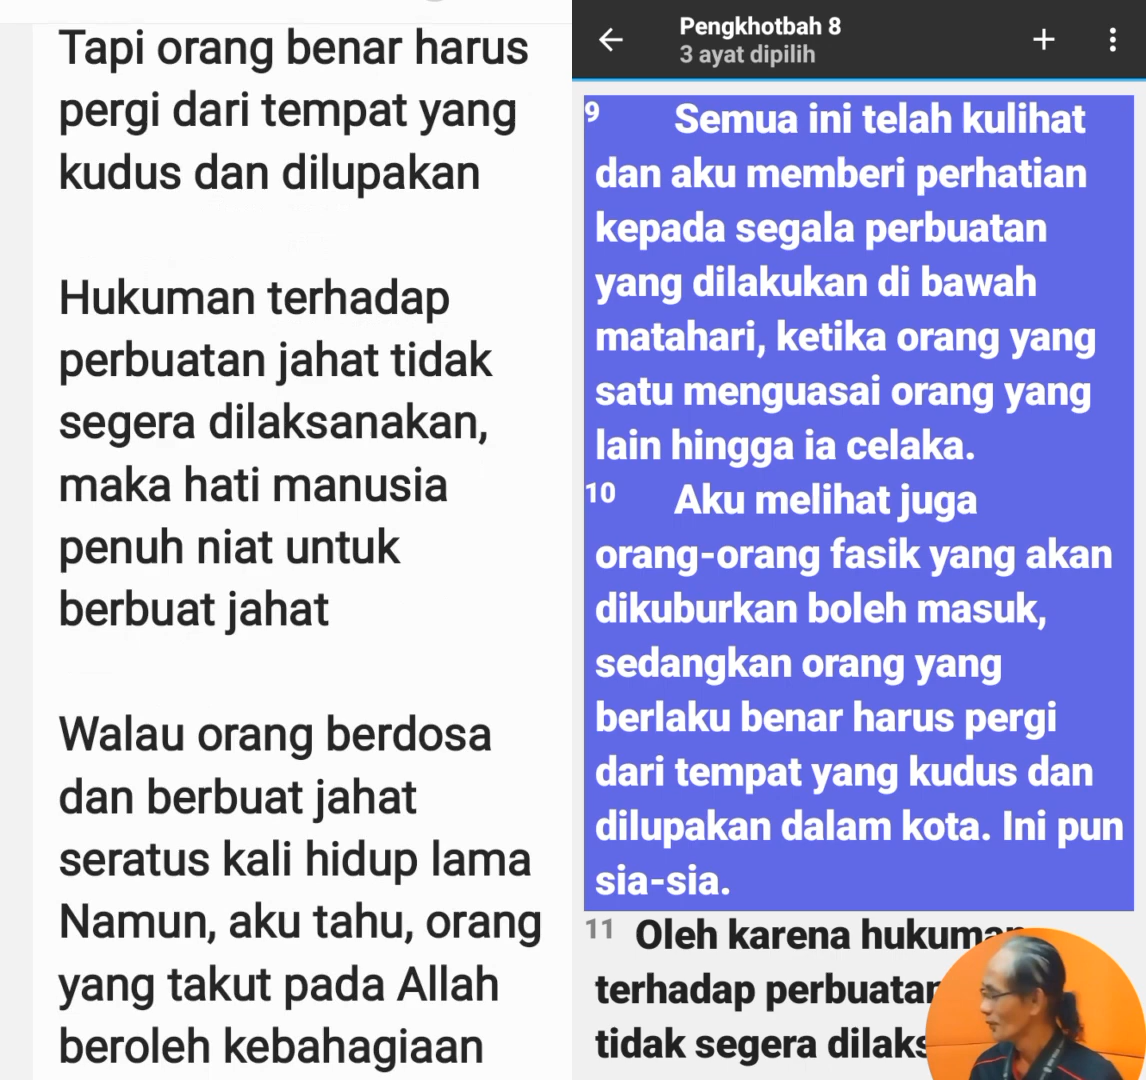 Tapi orang benar harus
pergi dari tempat yang
kudus dan dilupakan
Hukuman terhadap
perbuatan jahat tidak
segera dilaksanakan,
maka hati manusia
penuh niat untuk
berbuat jahat
Walau orang berdosa
dan berbuat jahat
seratus kali hidup lama
Namun, aku tahu, orang
yang takut pada Allah
beroleh kebahagiaan
Pengkhotbah 8
3 ayat dipilih
9 Semua ini telah kulihat
dan aku memberi perhatian
kepada segala perbuatan
yang dilakukan di bawah
matahari, ketika orang yang
satu menguasai orang yang
lain hingga ia celaka.
10 Aku melihat juga
orang-orang fasik yang akan
dikuburkan boleh masuk,
sedangkan orang yang
berlaku benar harus pergi
dari tempat yang kudus dan
dilupakan dalam kota. Ini pun
sia-sia.
11 Oleh karena
terhadap
tidak segera